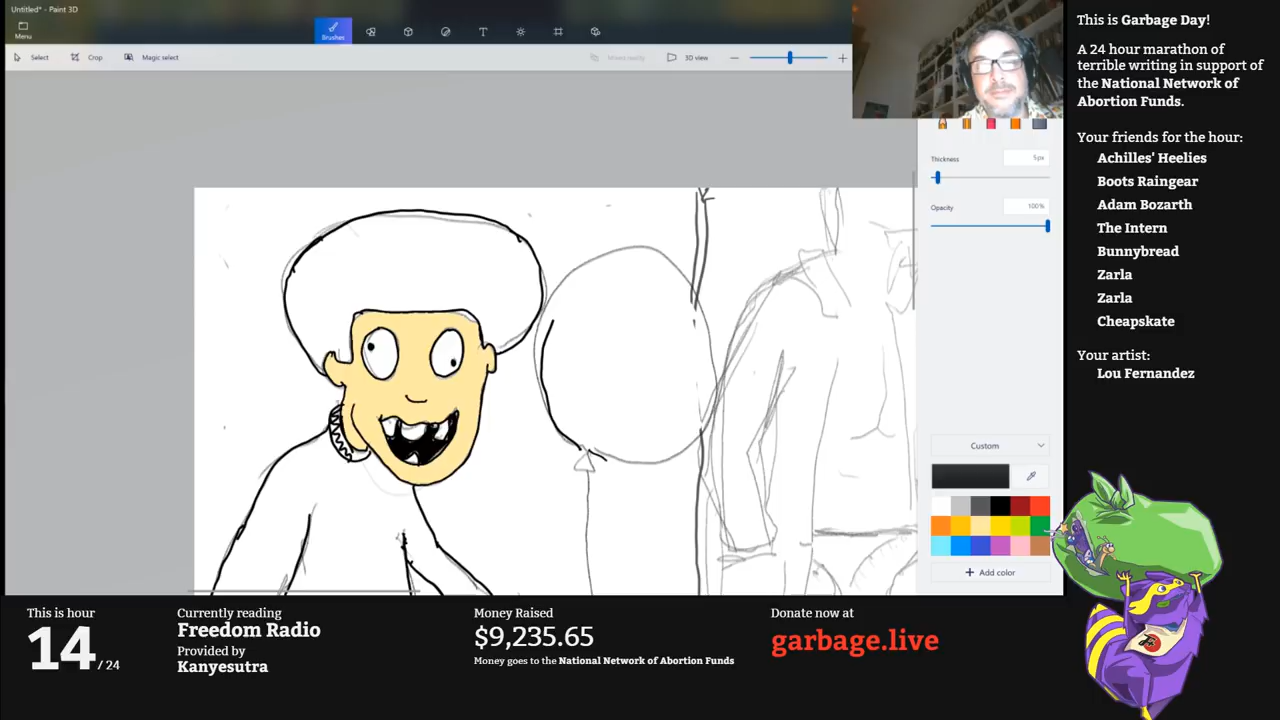 Untitled* - Paint 3D
Menu
Brushes
Select
Crop
Magic select
Mixed reality
3D view
Thickness
5px
Opacity
100%
Custom
+ Add color
This is Garbage Day!
A 24 hour marathon of
terrible writing in support of
the National Network of
Abortion Funds.
Your friends for the hour:
Achilles' Heelies
Boots Raingear
Adam Bozarth
The Intern
Bunnybread
Zarla
Zarla
Cheapskate
Your artist:
Lou Fernandez
This is hour
14 / 24
Currently reading
Freedom Radio
Provided by
Kanyesutra
Money Raised
$9,235.65
Money goes to the National Network of Abortion Funds
Donate now at
garbage.live